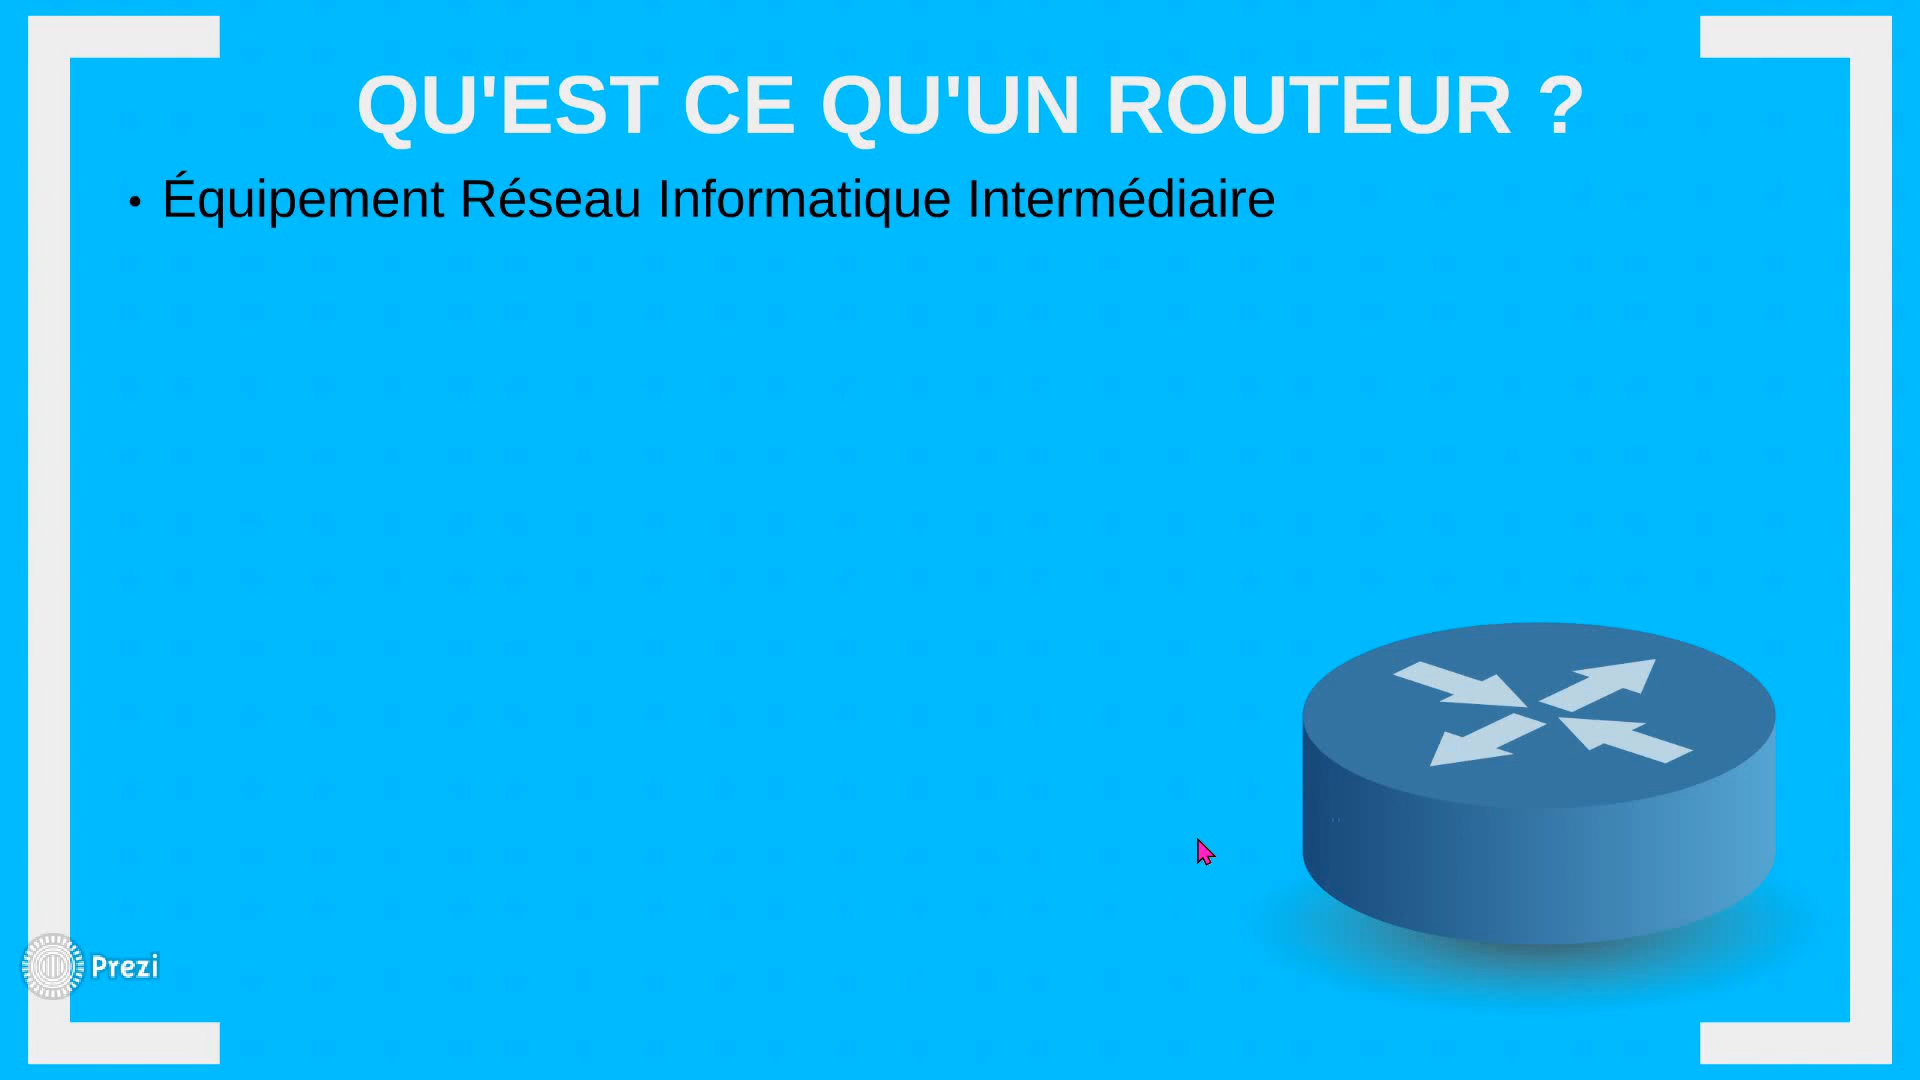 QU'EST CE QU'UN ROUTEUR ?
• Équipement Réseau Informatique Intermédiaire
Prezi